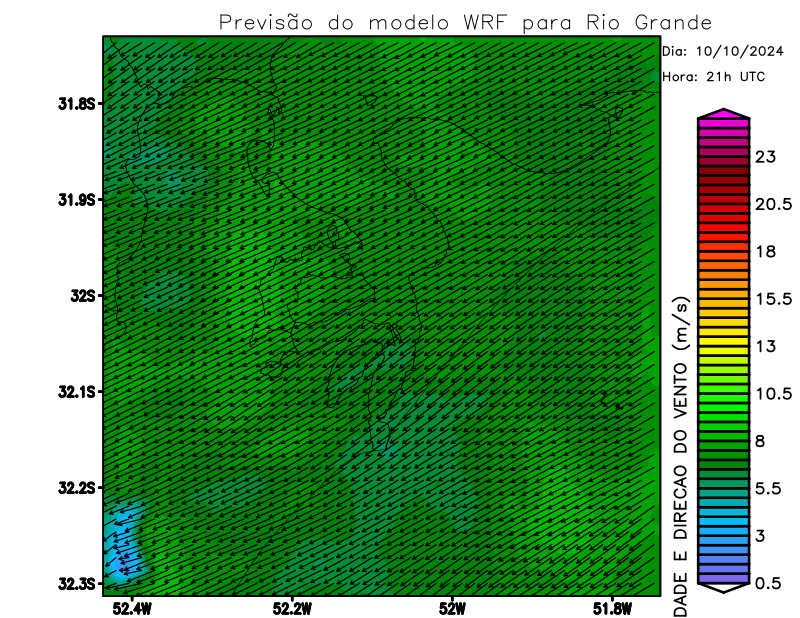 Previsão do modelo WRF para Rio Grande
Dia: 10/10/2024
Hora: 21h UTC
31.8S
31.9S
32S
32.1S
32.2S
32.3S
52.4W
52.2W
52W
51.8W
23
20.5
18
15.5
13
10.5
8
5.5
3
0.5
DADE E DIRECAO DO VENTO (m/s)